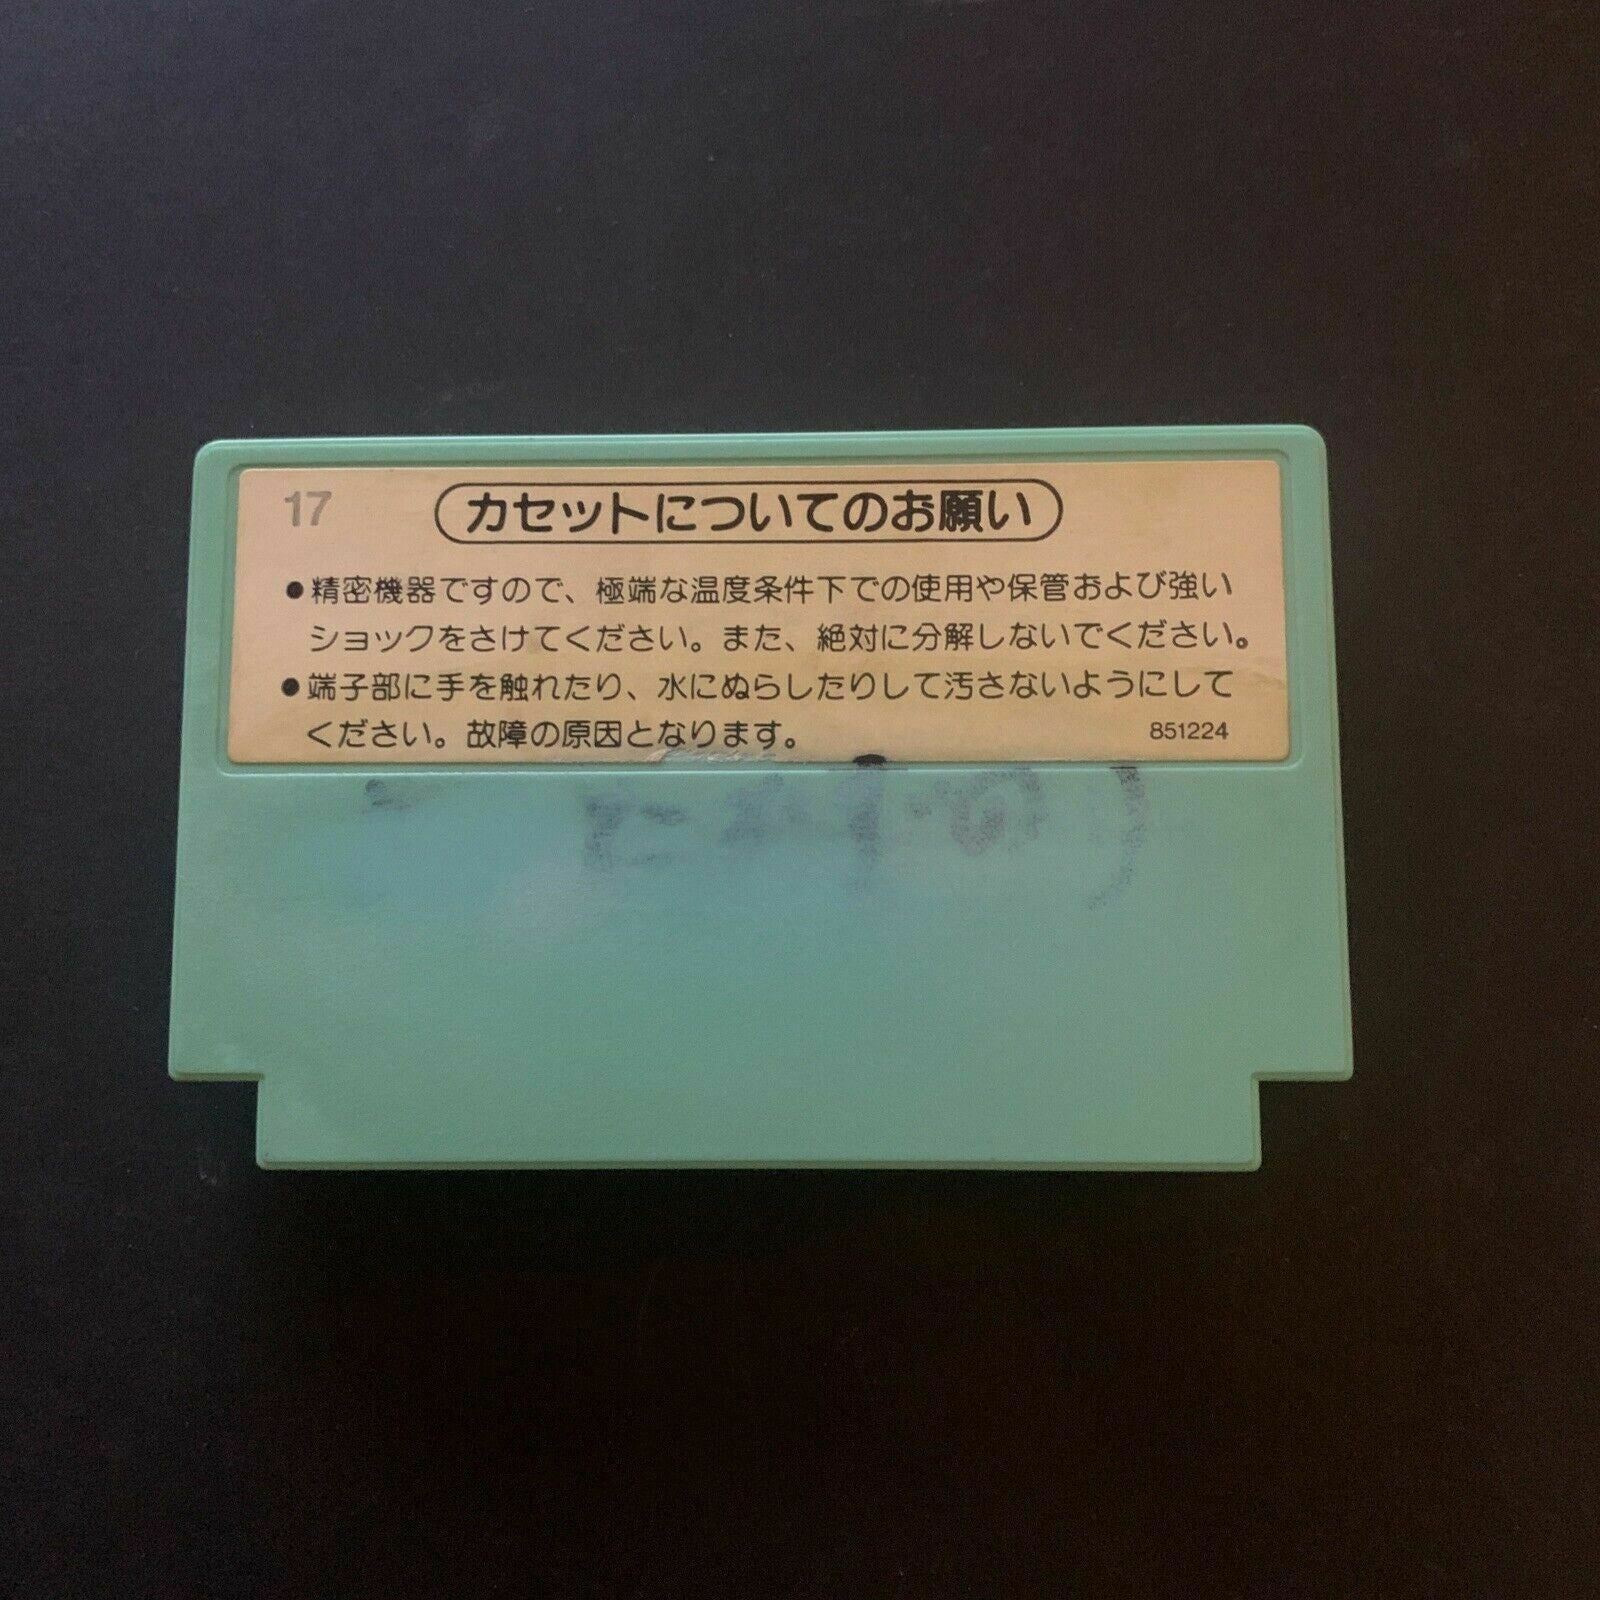 17
カセットについてのお願い
●精密機器ですので、極端な温度条件下での使用や保管および強い
ショックをさけてください。また、絶対に分解しないでください。
●端子部に手を触れたり、水にぬらしたりして汚さないようにして
ください。故障の原因となります。
851224